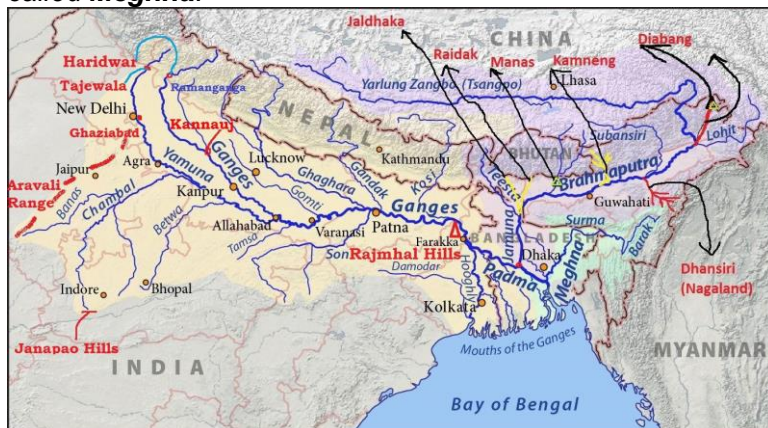 called Meghna.
Jaldhaka
CHINA
Diabang
Haridwar
Raidak
Manas
Kamneng
Lhasa
Tajewala
Ramanganga
Yarlung Zangbo (Tsangpo)
New Delhi
NEPAL
Ghaziabad
Kannauj
Subansiri
Lohit
BHUTAN
Jaipur
Agra
Yamuna
Ganges
Lucknow
Kathmandu
Teesta
Brahmaputra
Aravali
Range
Banas
Chambal
Kanpur
Gomti
Ghaghara
Gandak
Kosi
Guwahati
Betwa
Allahabad
Varanasi
Patna
Ganges
Surma
Tamsa
Son
Farakka
BANGLADESH
Jamuna
Barak
Rajmhal Hills
Dhaka
Meghna
Damodar
Hooghly
Padma
Dhansiri
(Nagaland)
Indore
Bhopal
Kolkata
Mouths of the Ganges
Janapao Hills
INDIA
MYANMAR
Bay of Bengal